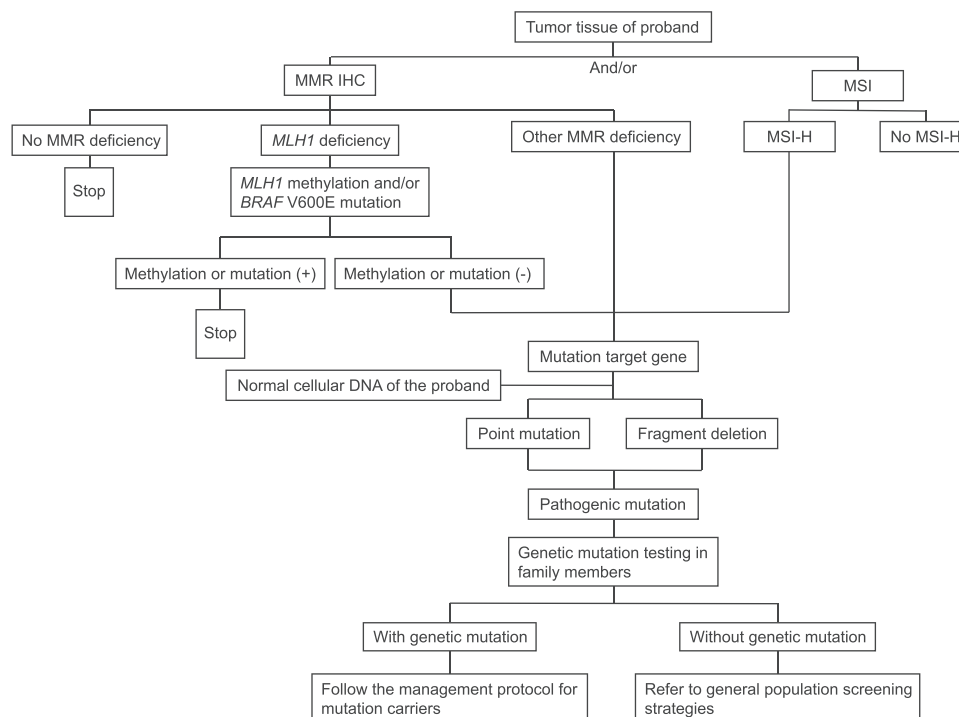 Tumor tissue of proband
And/or
MMR IHC
MSI
No MMR deficiency
MLH1 deficiency
Other MMR deficiency
MSI-H
No MSI-H
Stop
MLH1 methylation and/or
BRAF V600E mutation
Methylation or mutation (+)
Methylation or mutation (-)
Stop
Mutation target gene
Normal cellular DNA of the proband
Point mutation
Fragment deletion
Pathogenic mutation
Genetic mutation testing in
family members
With genetic mutation
Without genetic mutation
Follow the management protocol for
mutation carriers
Refer to general population screening
strategies